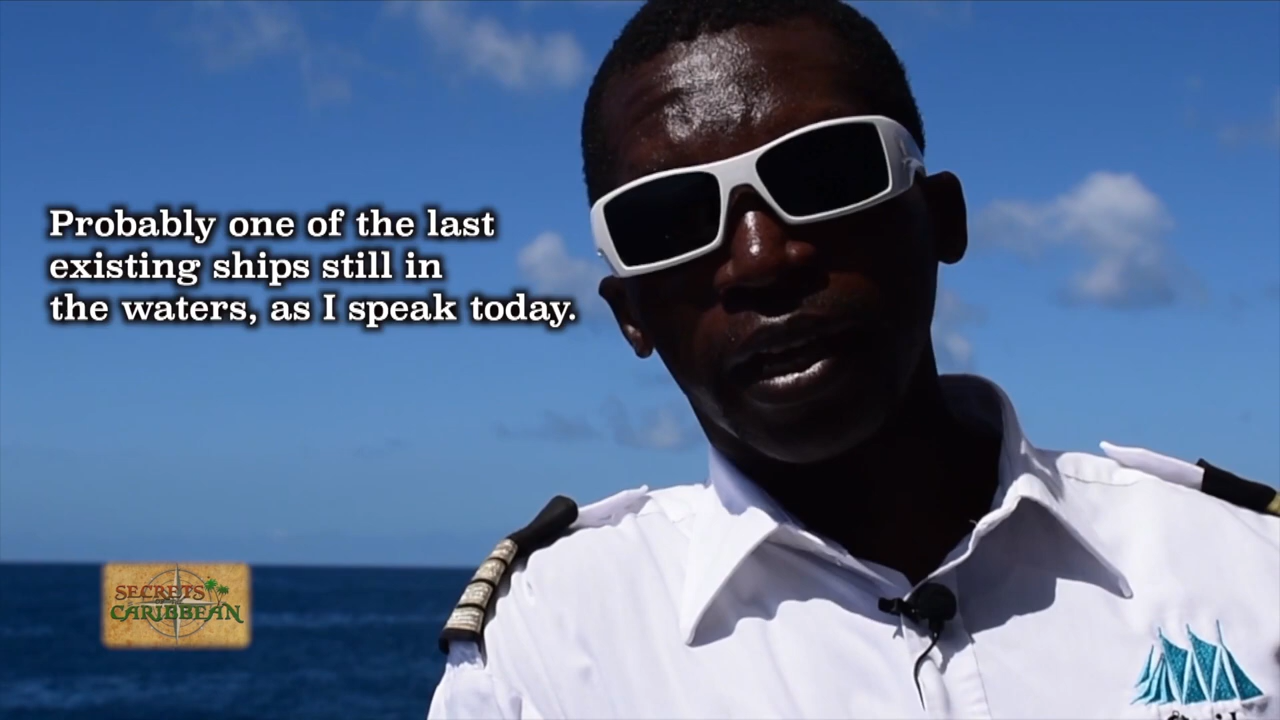 Probably one of the last
existing ships still in
the waters, as I speak today.
SECRETS
CARIBBEAN